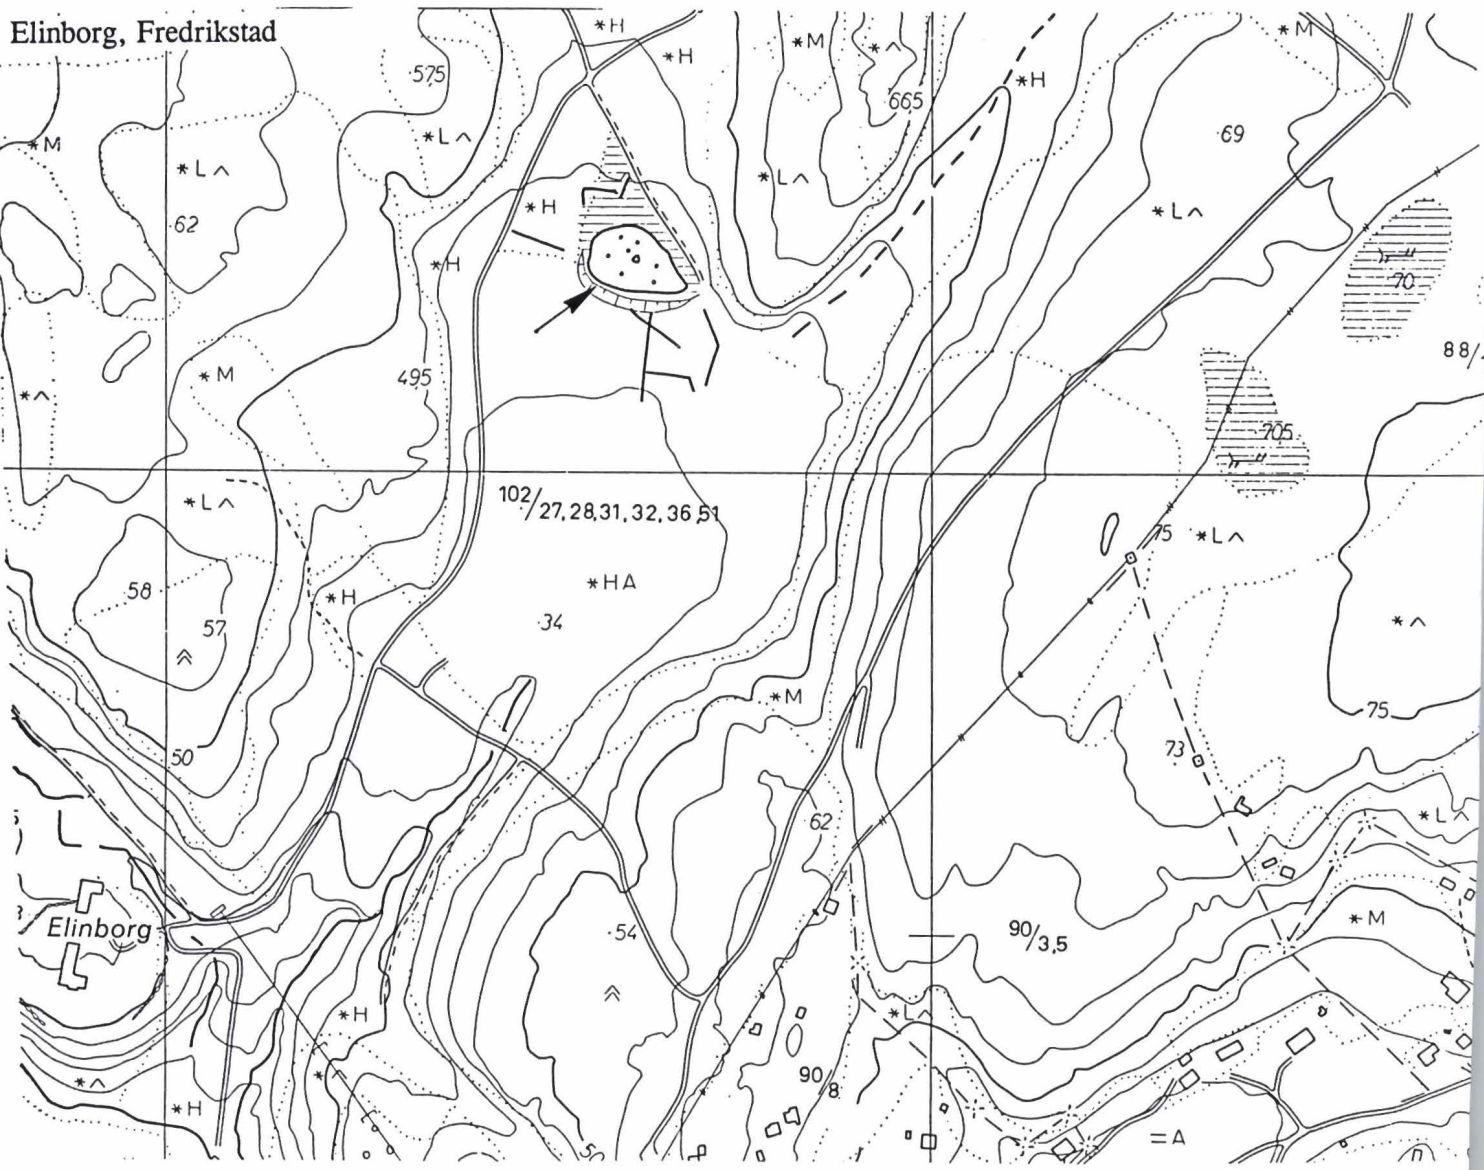 Elinborg, Fredrikstad
*H
*M
*M
*^
575
*H
*H
665
69
*M
*L^
*L^
*L^
*L^
62
*H
*H
70
495
*M
88/
*^
705
*L^
102/27,28,31,32,36,51
75
*L^
58
*H
*HA
57
34
*^
*M
75
50
73
62
*L^
Elinborg
54
90/3,5
*M
*H
*L^
90/8
*^
*^
*H
=A